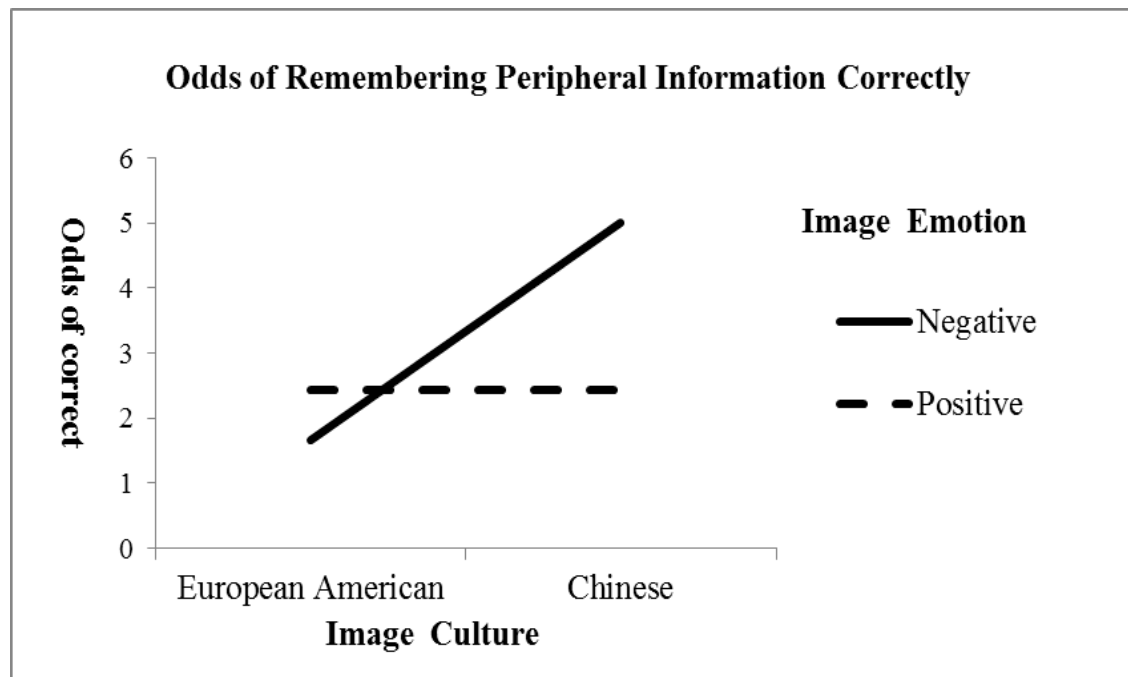 Odds of Remembering Peripheral Information Correctly
6
5
4
3
2
1
0
Odds of correct
European American
Chinese
Image Culture
Image Emotion
Negative
Positive